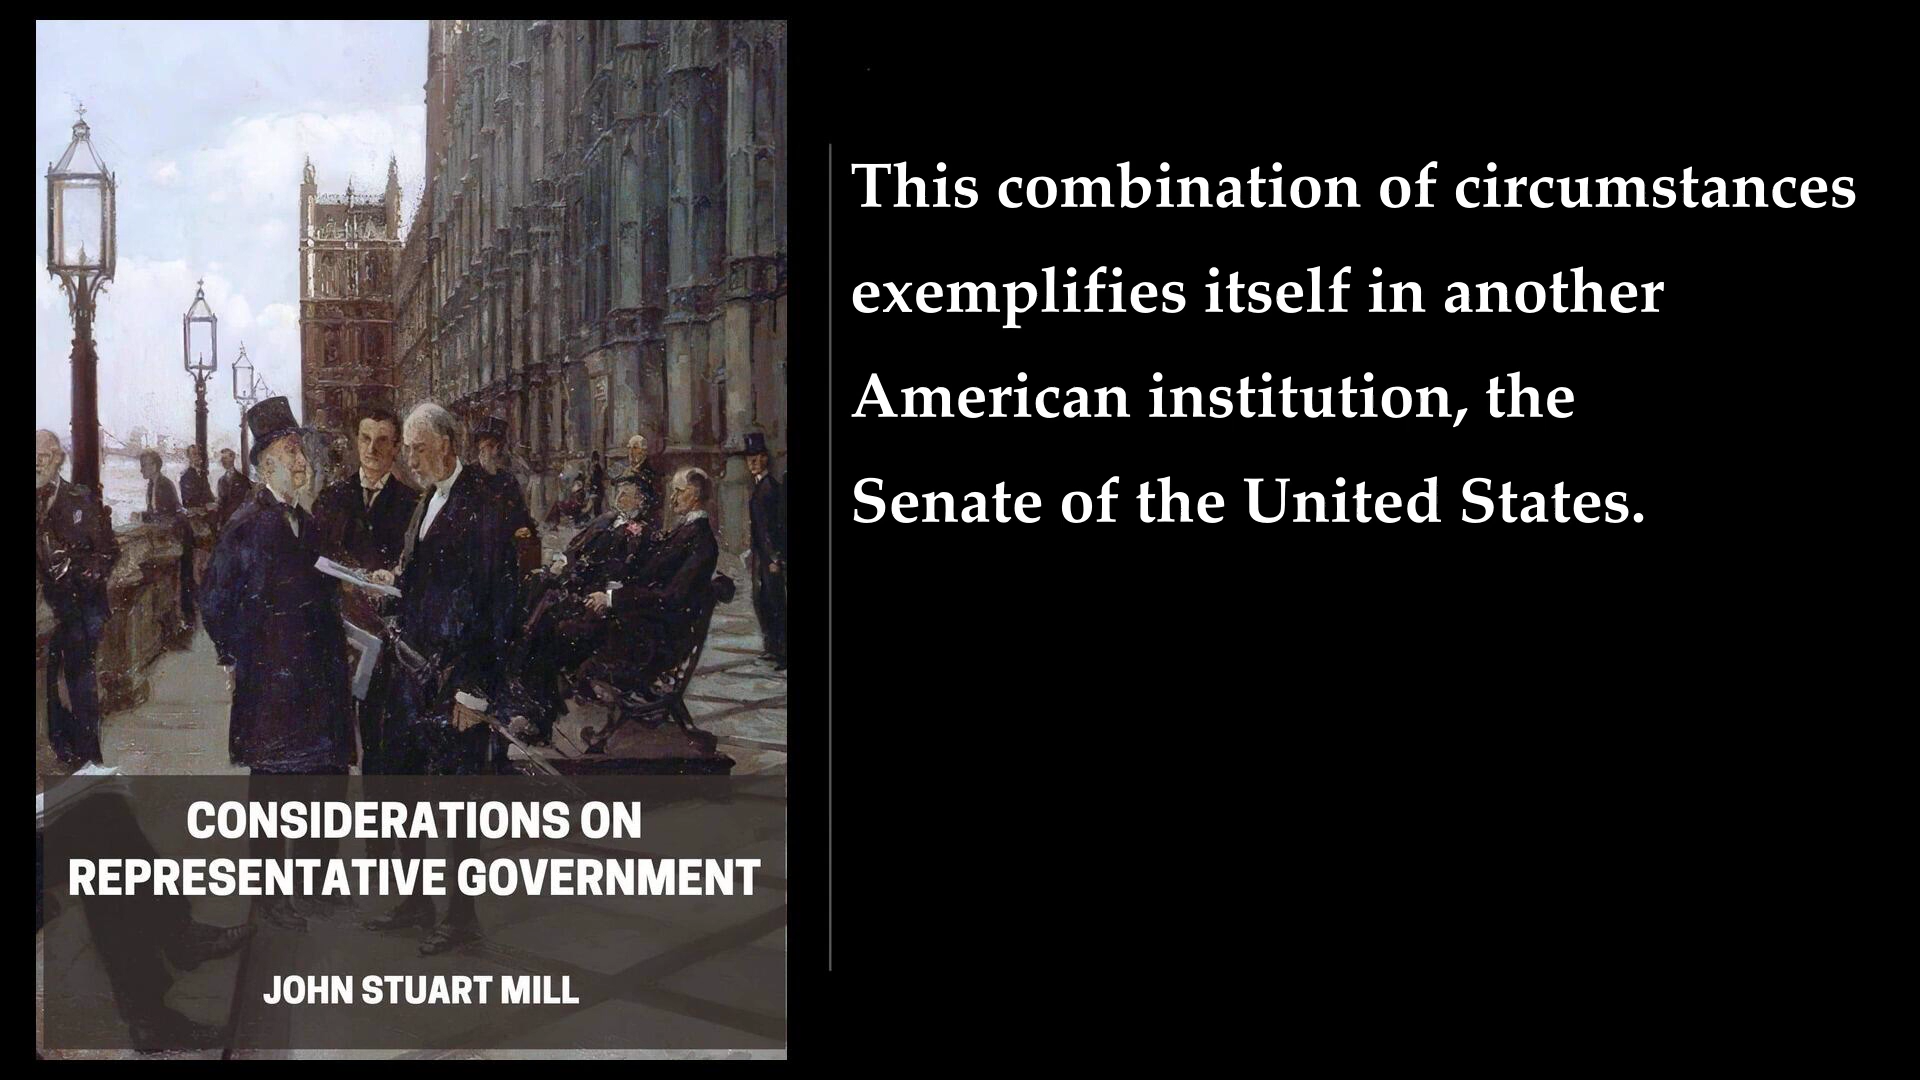 CONSIDERATIONS ON
REPRESENTATIVE GOVERNMENT
JOHN STUART MILL
This combination of circumstances
exemplifies itself in another
American institution, the
Senate of the United States.